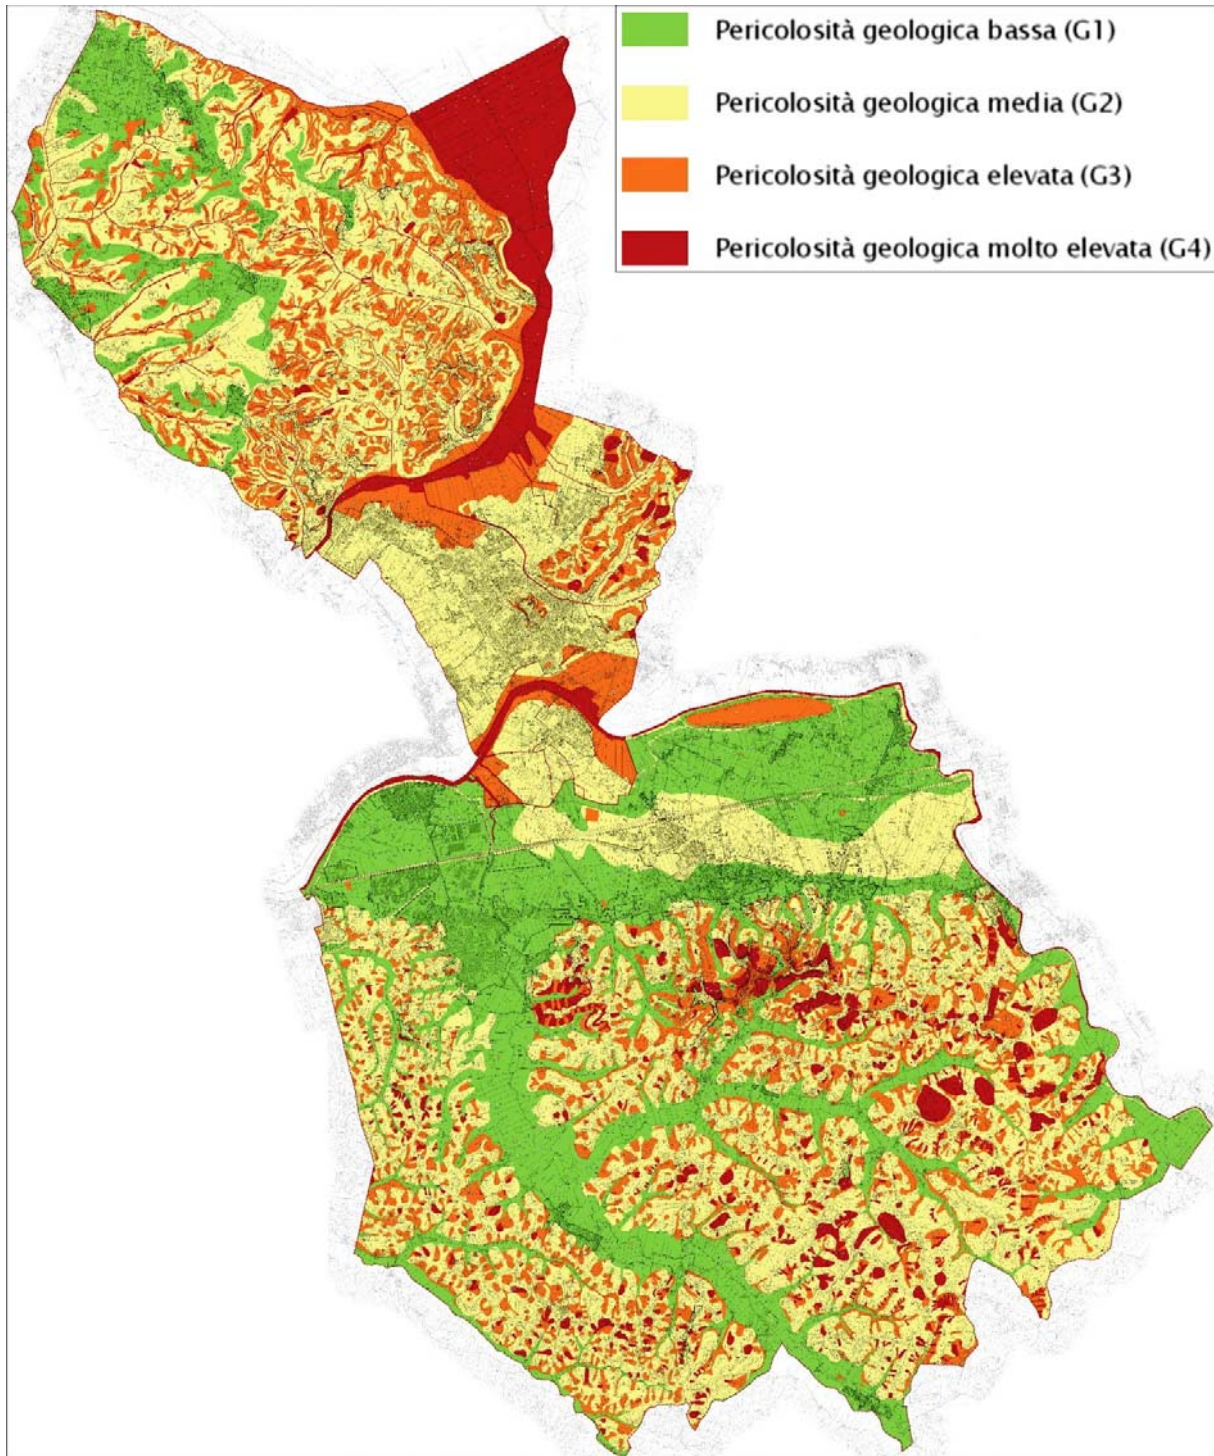 Pericolosità geologica bassa (G1)
Pericolosità geologica media (G2)
Pericolosità geologica elevata (G3)
Pericolosità geologica molto elevata (G4)